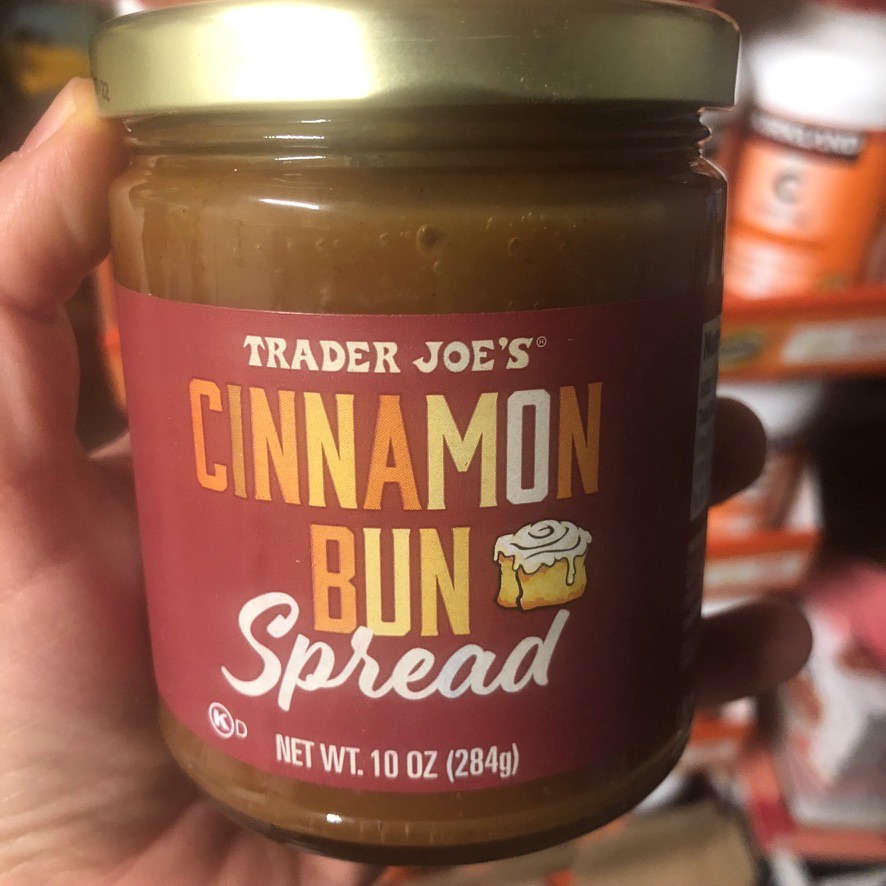 TRADER JOE'S®
CINNAMON
BUN
Spread
K D
NET WT. 10 OZ (284g)
C